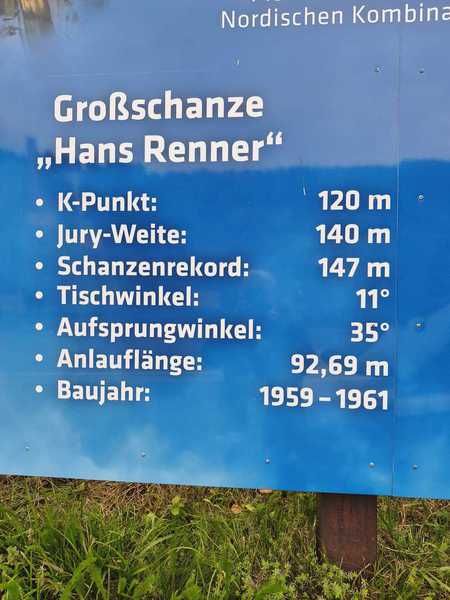 Nordischen
Großschanze
„Hans Renner“
• K-Punkt: 120 m
• Jury-Weite: 140 m
• Schanzenrekord: 147 m
• Tischwinkel: 11°
• Aufsprungwinkel: 35°
• Anlauflänge: 92,69 m
• Baujahr: 1959 – 1961